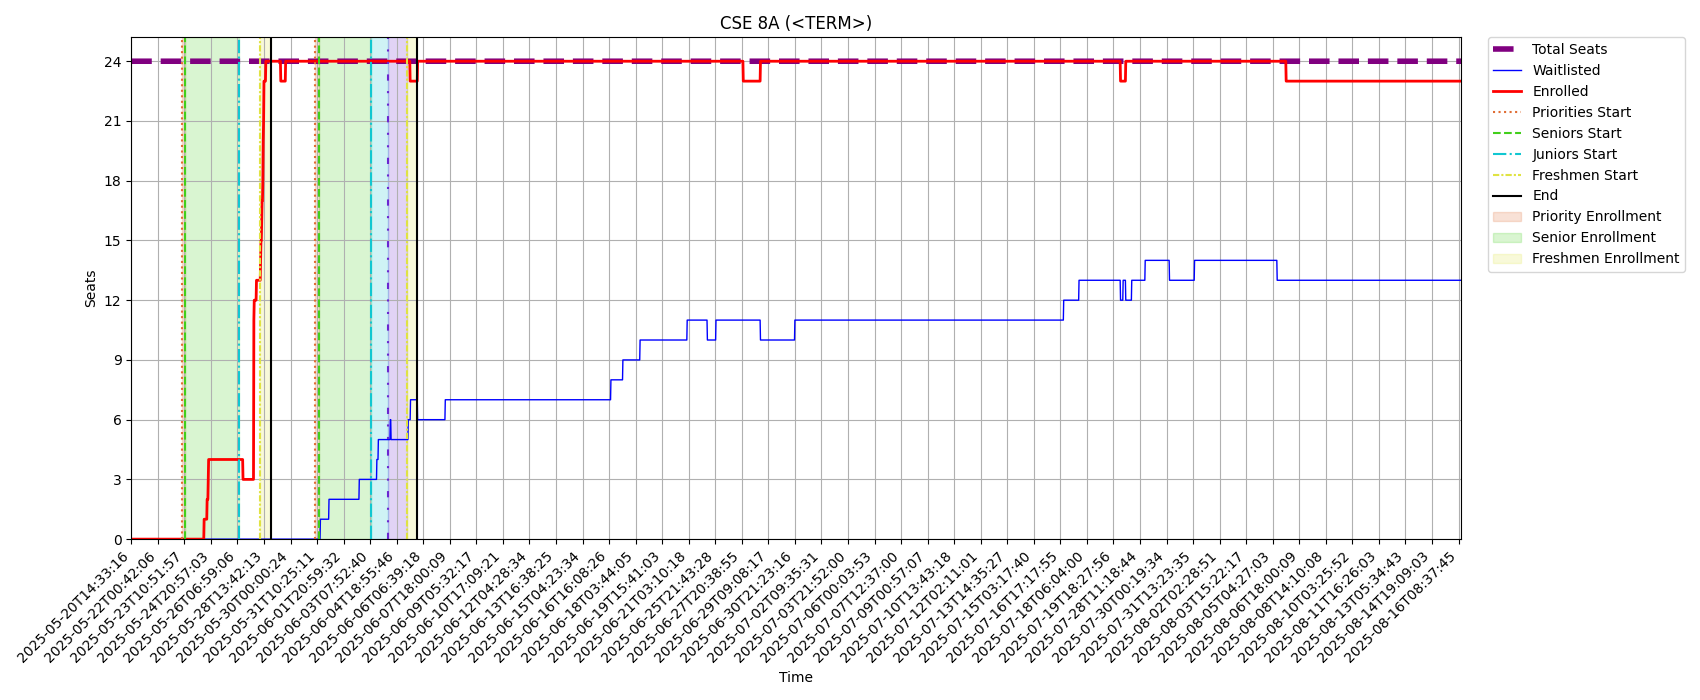 CSE 8A (<TERM>)
Seats
24
21
18
15
12
9
6
3
0
2025-05-20T14:33:16
2025-05-22T00:42:06
2025-05-23T10:51:57
2025-05-24T20:57:03
2025-05-26T06:59:06
2025-05-28T13:42:13
2025-05-30T00:00:24
2025-05-31T10:25:11
2025-06-01T20:59:32
2025-06-03T07:52:40
2025-06-04T18:55:46
2025-06-06T06:39:18
2025-06-07T18:00:09
2025-06-09T05:32:17
2025-06-10T17:09:21
2025-06-12T04:28:34
2025-06-13T16:38:25
2025-06-15T04:23:34
2025-06-16T16:08:26
2025-06-18T03:44:05
2025-06-19T15:41:03
2025-06-21T03:10:18
2025-06-25T21:43:28
2025-06-27T20:38:55
2025-06-29T09:08:17
2025-06-30T21:23:16
2025-07-02T09:35:31
2025-07-03T21:52:00
2025-07-06T00:03:53
2025-07-07T12:37:00
2025-07-09T00:57:07
2025-07-10T13:43:18
2025-07-12T02:11:01
2025-07-13T14:35:27
2025-07-15T03:17:40
2025-07-16T17:17:55
2025-07-18T06:04:00
2025-07-19T18:27:56
2025-07-28T11:18:44
2025-07-30T00:19:34
2025-07-31T13:23:35
2025-08-02T02:28:51
2025-08-03T15:22:17
2025-08-05T04:27:03
2025-08-06T18:00:09
2025-08-08T14:10:09
2025-08-10T03:25:52
2025-08-11T16:26:03
2025-08-13T05:34:43
2025-08-14T19:09:03
2025-08-16T08:37:45
Time
Total Seats
Waitlisted
Enrolled
Priorities Start
Seniors Start
Juniors Start
Freshmen Start
End
Priority Enrollment
Senior Enrollment
Freshmen Enrollment